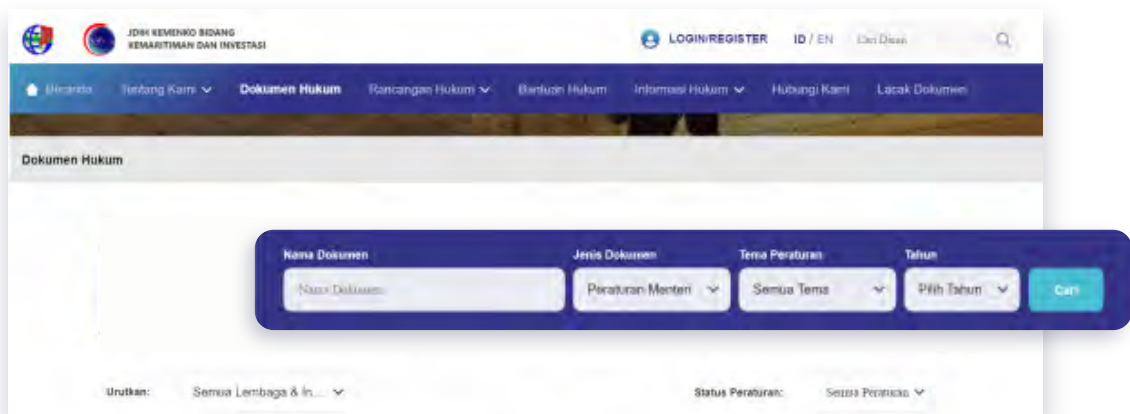 JDIH KEMENKO BIDANG
KEMARITIMAN DAN INVESTASI
LOGIN/REGISTER ID / EN Cari Disini
Beranda Tentang Kami Dokumen Hukum Rancangan Hukum Bantuan Hukum Informasi Hukum Hubungi Kami Lacak Dokumen
Dokumen Hukum
Nama Dokumen Jenis Dokumen Tema Peraturan Tahun
Nama Dokumen Peraturan Menteri Semua Tema Pilih Tahun Cari
Urutkan: Semua Lembaga & In... Status Peraturan: Semua Peraturan